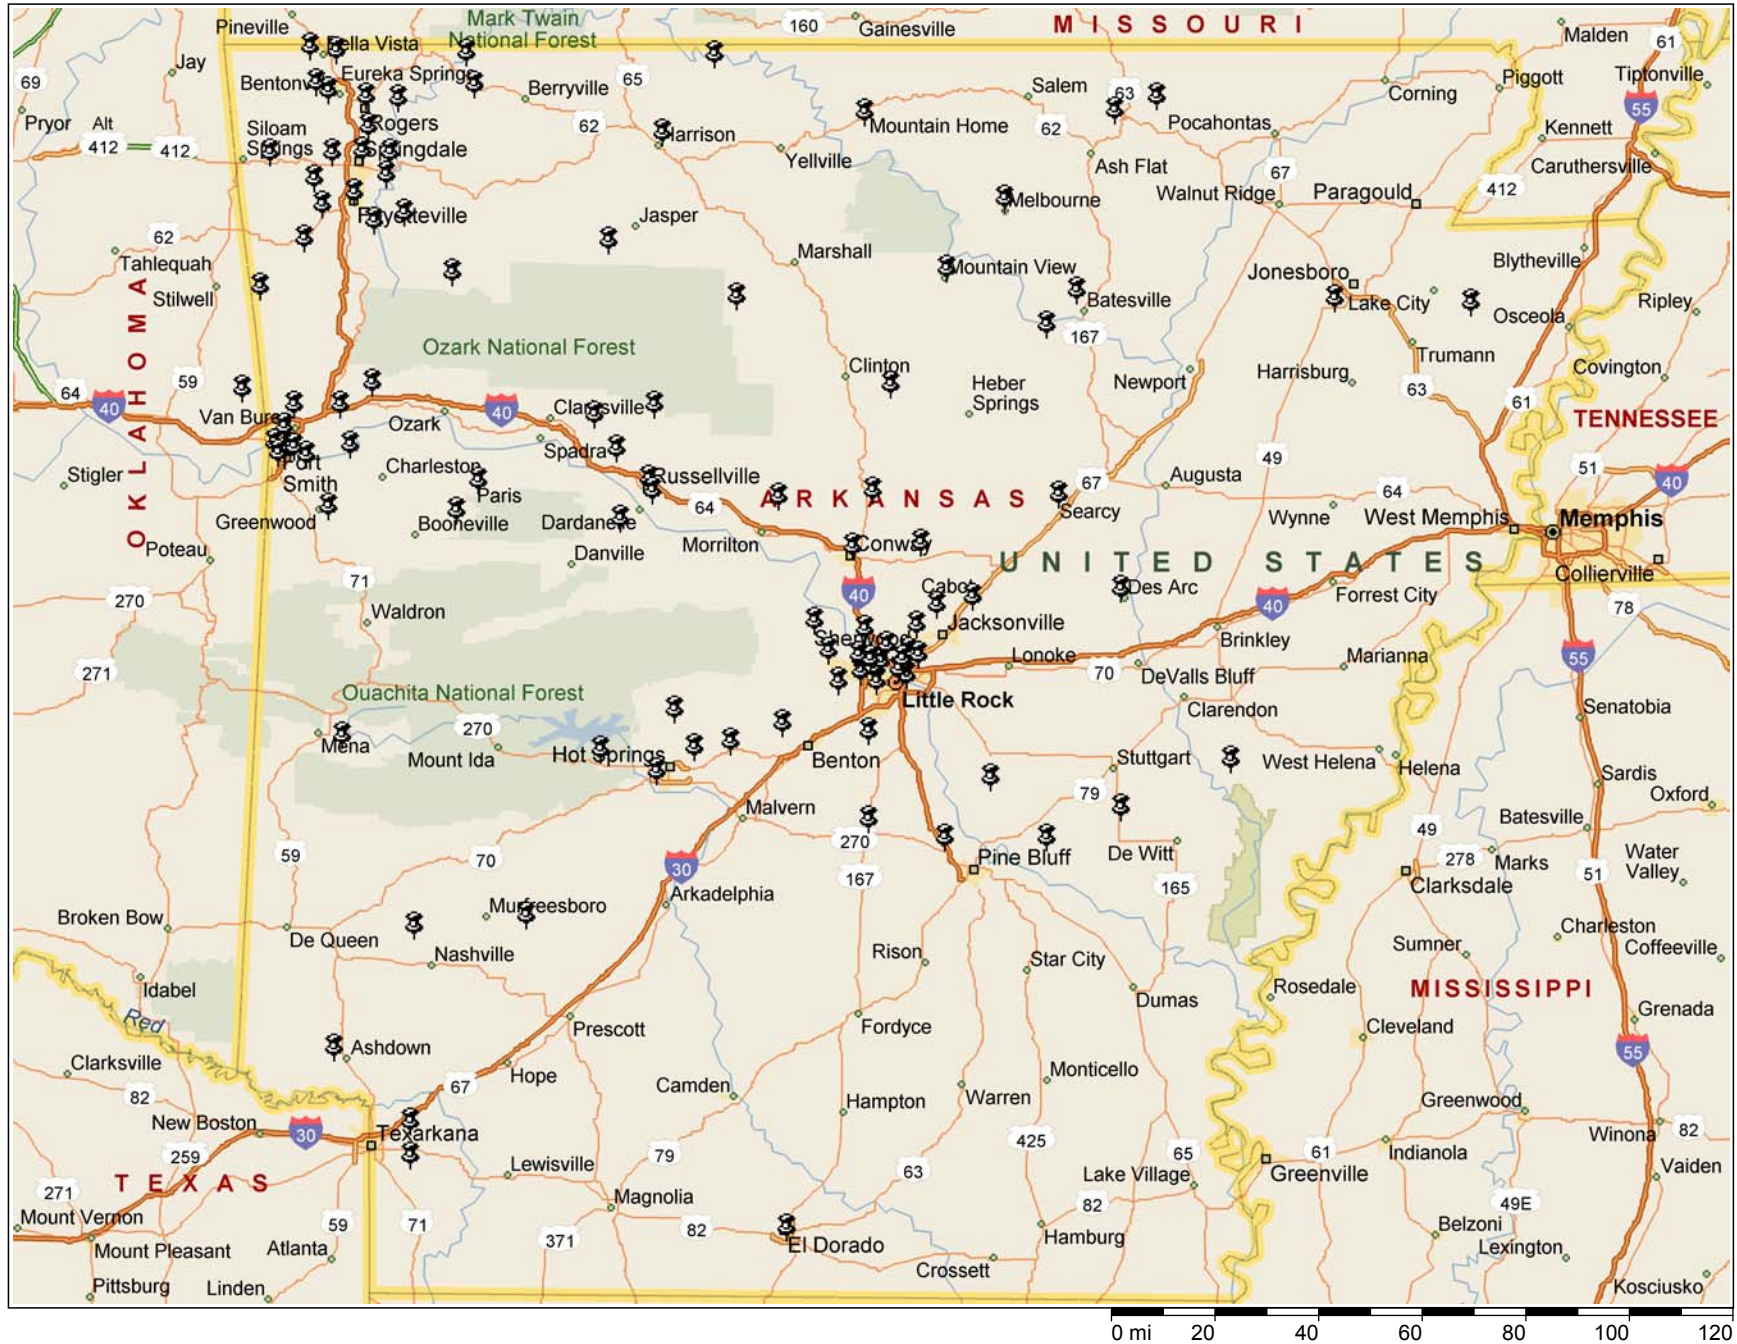 Pineville
Mark Twain
National Forest
160
Gainesville
MISSOURI
Malden
61
Bella Vista
Jay
69
Eureka Springs
65
Berryville
Salem
63
Piggott
Tiptonville
Corning
55
Pryor
Alt
412
412
Siloam
Springs
Rogers
Springdale
62
Harrison
Mountain Home
62
Pocahontas
Kennett
Yellville
Ash Flat
67
Caruthersville
Walnut Ridge
Paragould
412
Melbourne
Fayetteville
Jasper
62
Tahlequah
Marshall
Mountain View
Blytheville
Jonesboro
Stilwell
Batesville
Lake City
Ripley
Osceola
OKLAHOMA
167
Ozark National Forest
Trumann
Clinton
Covington
59
64
40
Heber
Springs
Newport
Harrisburg
63
61
Van Buren
40
Ozark
Clarksville
TENNESSEE
Spadra
49
51
40
Stigler
Fort
Smith
Charleston
Paris
Russellville
67
Augusta
64
ARKANSAS
64
Searcy
Greenwood
Booneville
Dardanelle
Wynne
West Memphis
Memphis
Poteau
Danville
Morrilton
Conway
UNITED STATES
Collierville
71
270
40
Cabot
Des Arc
40
Forrest City
78
Waldron
Jacksonville
Sherwood
Brinkley
271
Lonoke
70
Marianna
55
DeValls Bluff
Ouachita National Forest
Little Rock
Clarendon
Senatobia
270
Mena
Mount Ida
Hot Springs
Benton
Stuttgart
West Helena
Helena
Sardis
79
Oxford
Malvern
Batesville
270
49
59
70
Pine Bluff
De Witt
278
Marks
Water
Valley
30
167
165
Clarksdale
51
Arkadelphia
Broken Bow
Murfreesboro
De Queen
Charleston
Nashville
Rison
Star City
Sumner
Coffeeville
Idabel
Dumas
Rosedale
MISSISSIPPI
Red
Prescott
Fordyce
Cleveland
Grenada
Ashdown
55
Clarksville
Hope
67
Camden
Monticello
82
Hampton
Warren
Greenwood
New Boston
30
Texarkana
425
Winona
82
259
79
65
61
Indianola
TEXAS
Lewisville
63
Lake Village
Greenville
Vaiden
271
Magnolia
82
49E
Mount Vernon
59
71
371
82
El Dorado
Hamburg
Belzoni
Mount Pleasant
Atlanta
Lexington
Crossett
Pittsburg
Linden
Kosciusko
0 mi 20 40 60 80 100 120